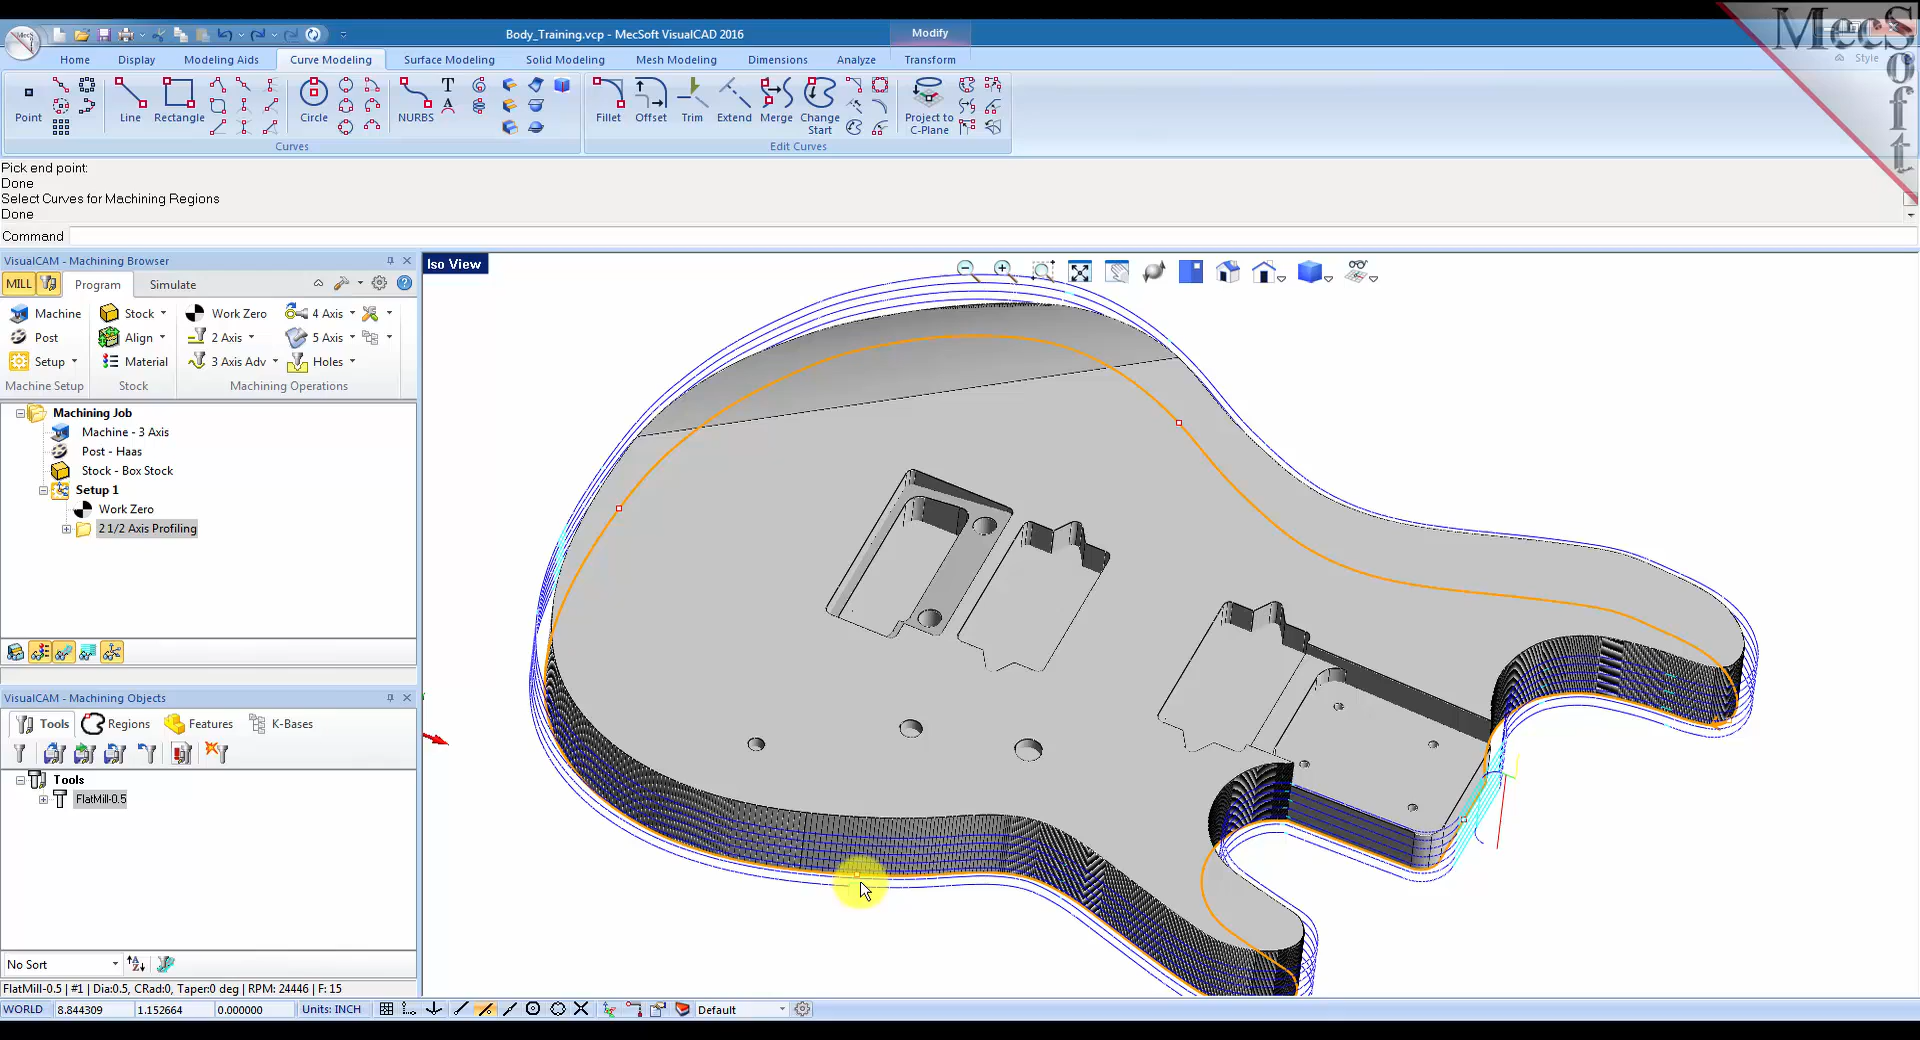 Body_Training.vcp - MecSoft VisualCAD 2016
Modify
MecSoft
Home Display Modeling Aids Curve Modeling Surface Modeling Solid Modeling Mesh Modeling Dimensions Analyze Transform
Style
Point Line Rectangle Circle NURBS Fillet Offset Trim Extend Merge Change Start Project to C-Plane
Curves Edit Curves
Pick end point:
Done
Select Curves for Machining Regions
Done
Command
VisualCAM - Machining Browser
Iso View
MILL Program Simulate
Machine Stock Work Zero 4 Axis
Post Align 2 Axis 5 Axis
Setup Material 3 Axis Adv Holes
Machine Setup Stock Machining Operations
Machining Job
Machine - 3 Axis
Post - Haas
Stock - Box Stock
Setup 1
Work Zero
2 1/2 Axis Profiling
VisualCAM - Machining Objects
Tools Regions Features K-Bases
Tools
FlatMill-0.5
No Sort
FlatMill-0.5 | #1 | Dia:0.5, CRad:0, Taper:0 deg | RPM: 24446 | F: 15
WORLD 8.844309 1.152664 0.000000 Units: INCH Default